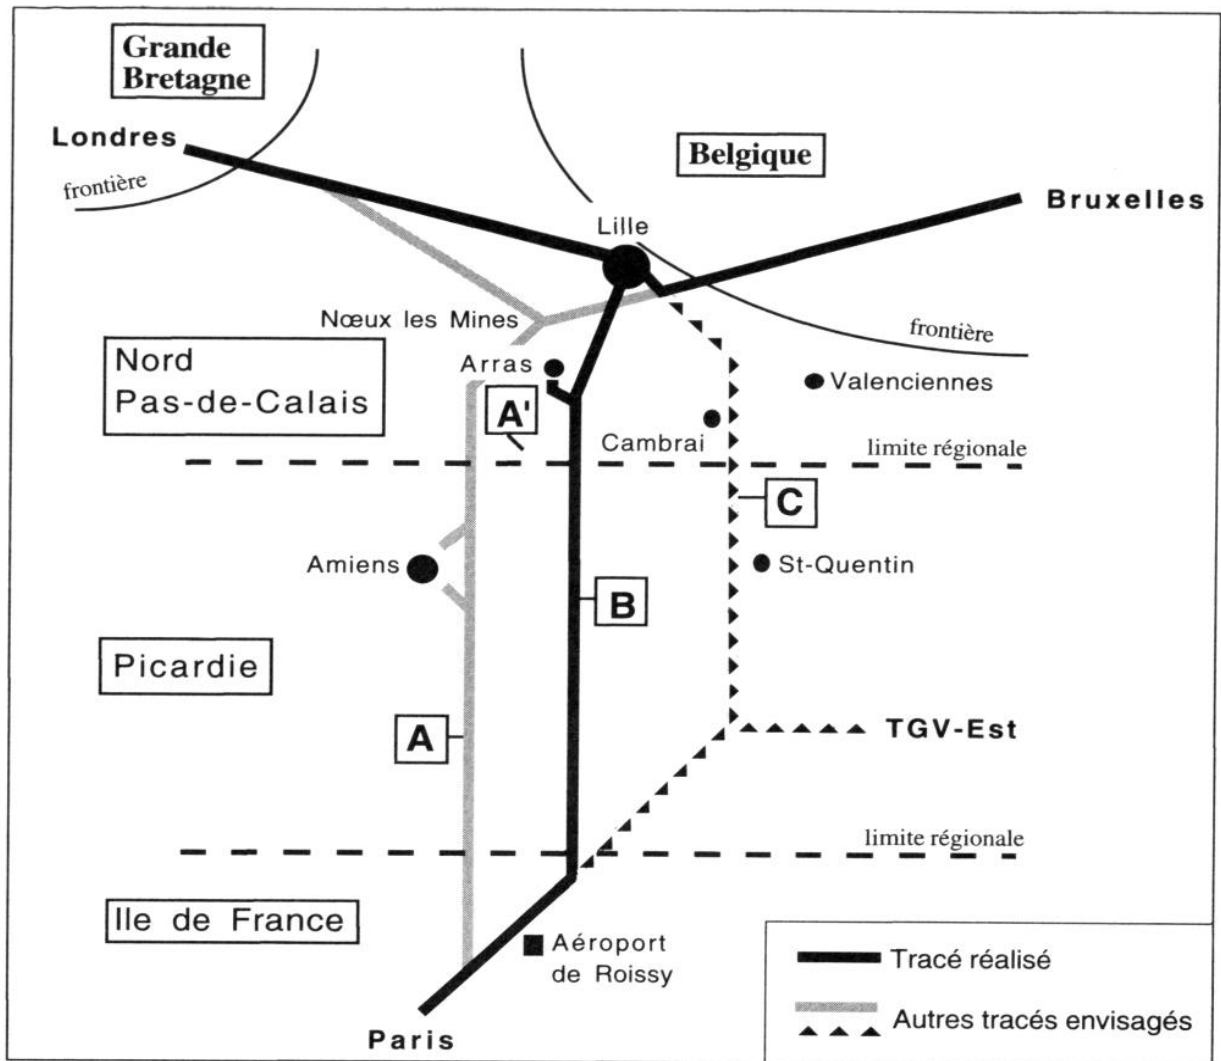 Grande
Bretagne
Londres
frontière
Belgique
Bruxelles
Lille
Nœux les Mines
frontière
Nord
Pas-de-Calais
Arras
A'
Valenciennes
Cambrai
limite régionale
C
Amiens
St-Quentin
B
Picardie
A
TGV-Est
limite régionale
Ile de France
Aéroport
de Roissy
Paris
Tracé réalisé
Autres tracés envisagés